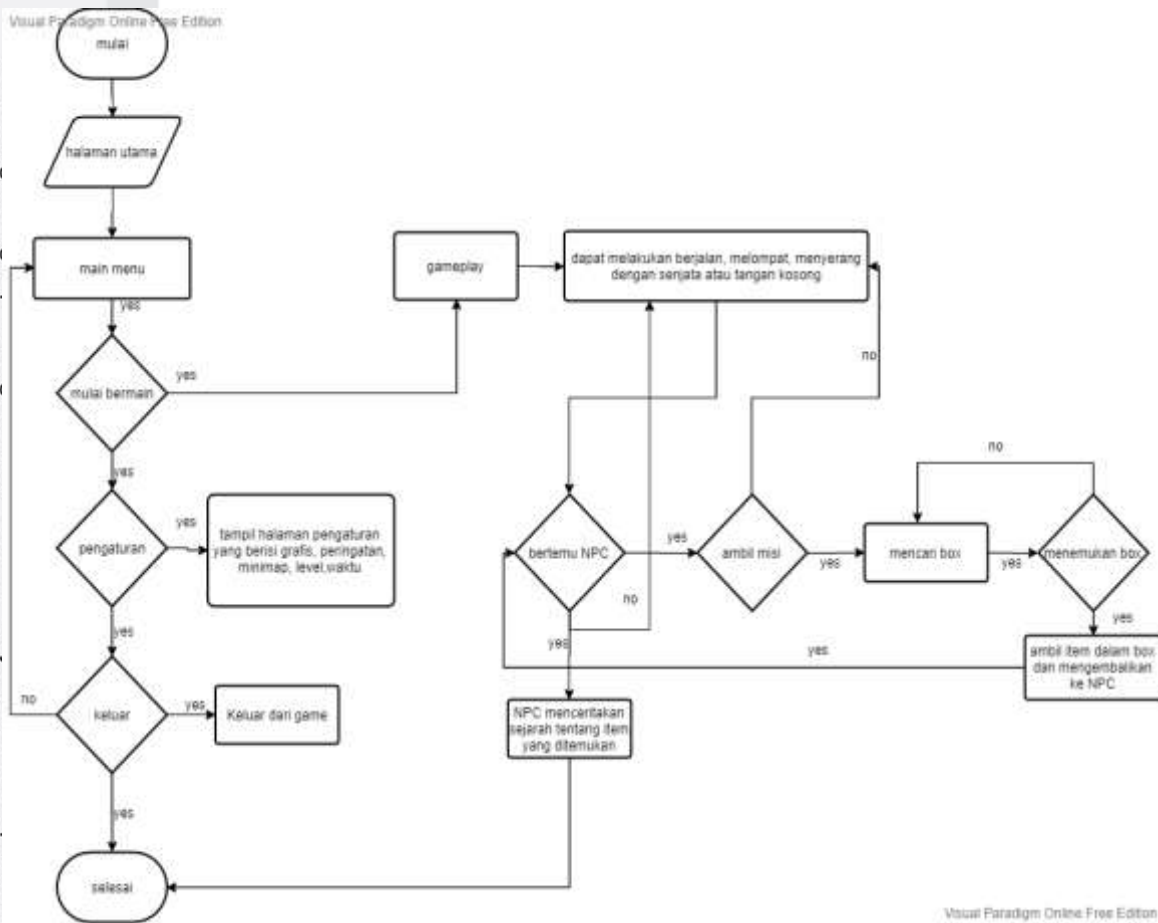 Visual Paradigm Online Free Edition
mulai
halaman utama
main menu
yes
mulai bermain
yes
yes
pengaturan
yes
tampil halaman pengaturan
yang berisi grafis, peringatan,
minimap, level,waktu
yes
keluar
no
yes
Keluar dari game
yes
selesai
gameplay
dapat melakukan berjalan, melompat, menyerang
dengan senjata atau tangan kosong
no
bertemu NPC
yes
no
yes
ambil misi
yes
mencari box
yes
no
menemukan box
yes
ambil item dalam box
dan mengembalikan
ke NPC
yes
NPC menceritakan
sejarah tentang item
yang ditemukan
Visual Paradigm Online Free Edition